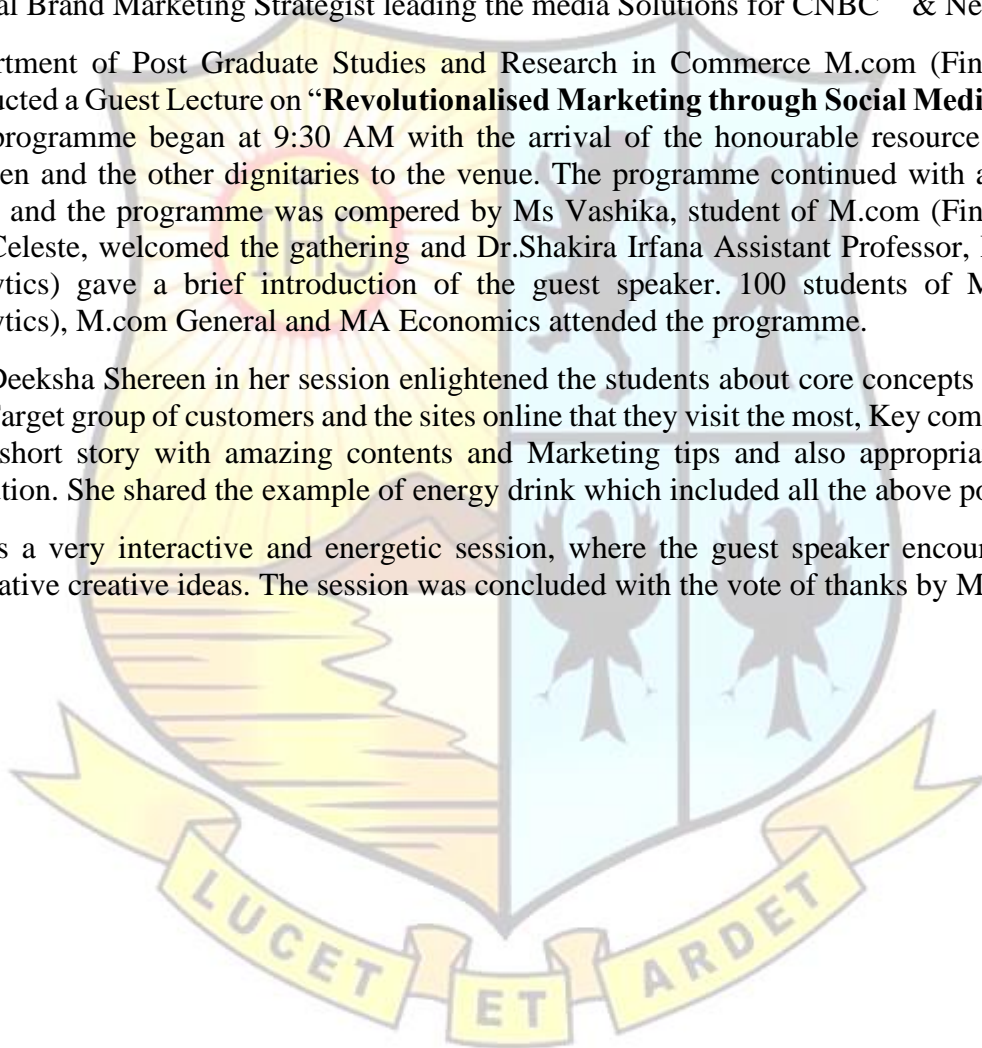 al Brand Marketing Strategist leading the media Solutions for CNBC & Ne
rtment of Post Graduate Studies and Research in Commerce M.com (Fin
ucted a Guest Lecture on “Revolutionalised Marketing through Social Medi
programme began at 9:30 AM with the arrival of the honourable resource
en and the other dignitaries to the venue. The programme continued with a
and the programme was compered by Ms Vashika, student of M.com (Fin
Celeste, welcomed the gathering and Dr.Shakira Irfana Assistant Professor,
ytics) gave a brief introduction of the guest speaker. 100 students of M
ytics), M.com General and MA Economics attended the programme.
Deeksha Shereen in her session enlightened the students about core concepts
Target group of customers and the sites online that they visit the most, Key com
short story with amazing contents and Marketing tips and also appropria
ution. She shared the example of energy drink which included all the above po
s a very interactive and energetic session, where the guest speaker encour
ative creative ideas. The session was concluded with the vote of thanks by M
IHS
LUCET ET ARDET